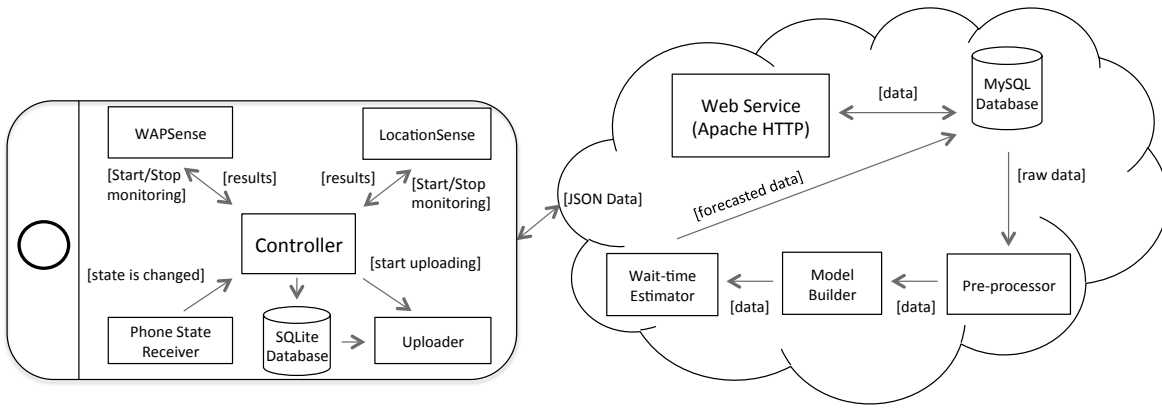 WAPSense
LocationSense
[Start/Stop
monitoring]
[results]
[results]
[Start/Stop
monitoring]
Controller
[state is changed]
[start uploading]
Phone State
Receiver
SQLite
Database
Uploader
[JSON Data]
Web Service
(Apache HTTP)
[data]
MySQL
Database
[forecasted data]
[raw data]
Wait-time
Estimator
[data]
Model
Builder
[data]
Pre-processor